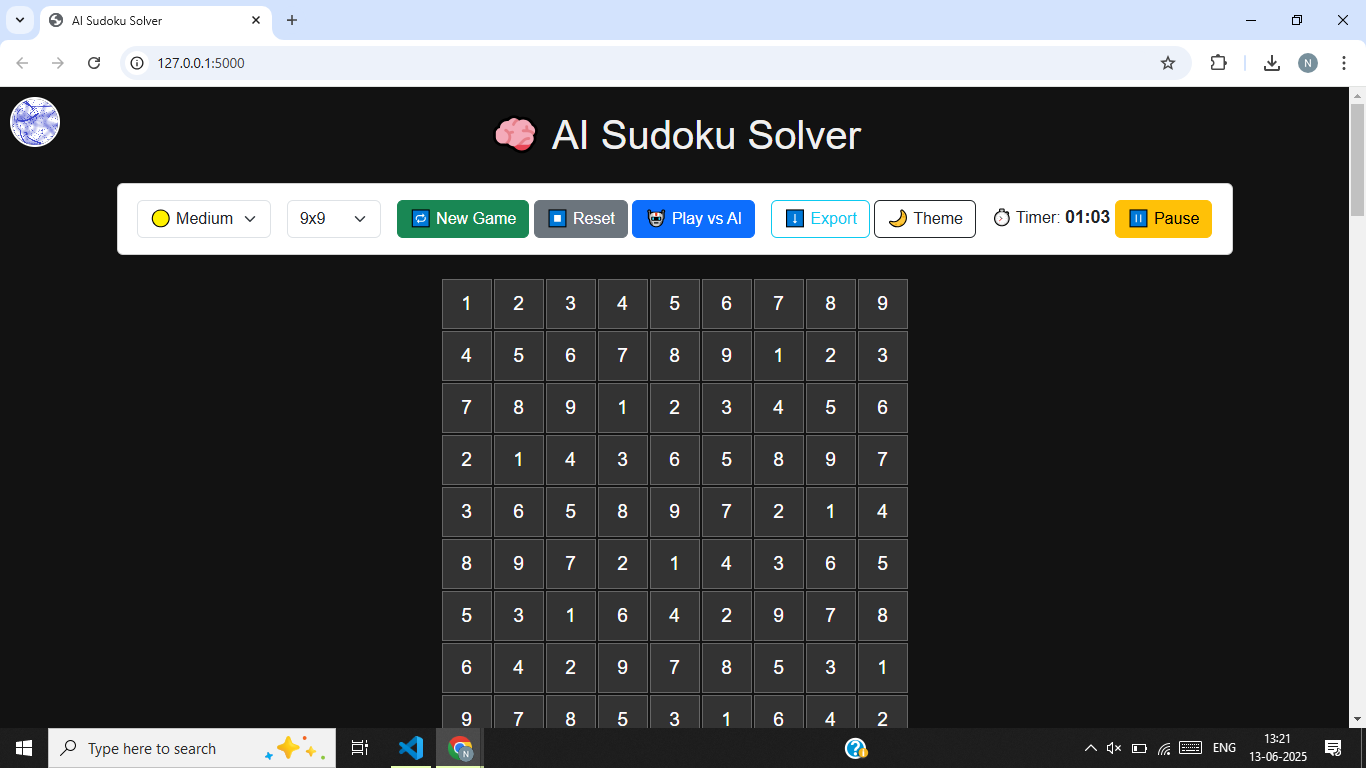 AI Sudoku Solver
127.0.0.1:5000
N
AI Sudoku Solver
Medium 9x9 New Game Reset Play vs AI Export Theme Timer: 01:03 Pause
1 2 3 4 5 6 7 8 9
4 5 6 7 8 9 1 2 3
7 8 9 1 2 3 4 5 6
2 1 4 3 6 5 8 9 7
3 6 5 8 9 7 2 1 4
8 9 7 2 1 4 3 6 5
5 3 1 6 4 2 9 7 8
6 4 2 9 7 8 5 3 1
9 7 8 5 3 1 6 4 2
Type here to search
N
ENG
13:21
13-06-2025